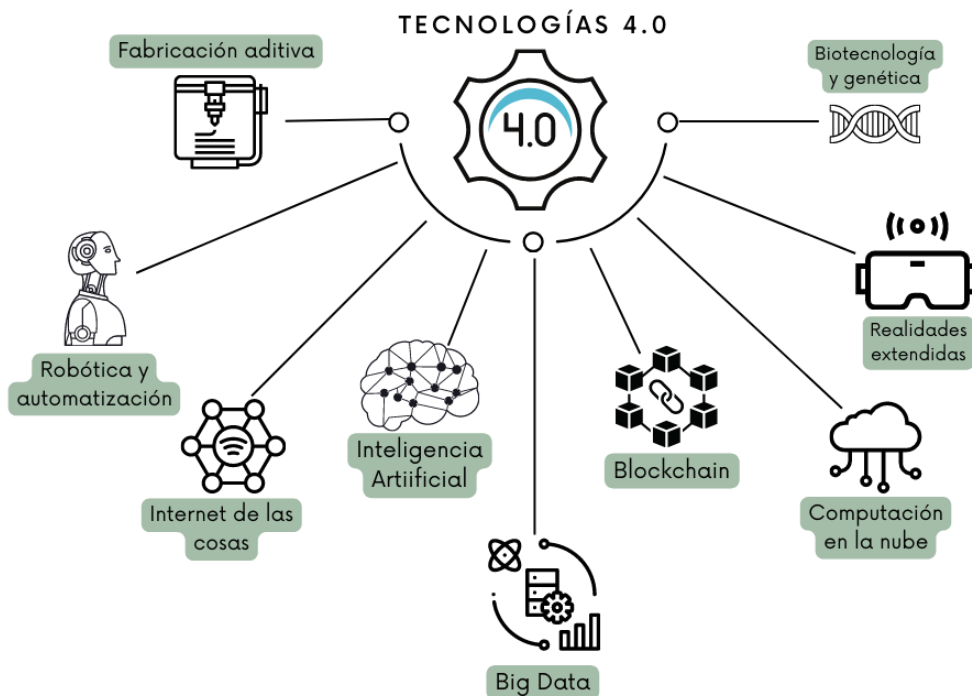 TECNOLOGÍAS 4.0
Fabricación aditiva
4.0
Biotecnología
y genética
Robótica y
automatización
Realidades
extendidas
Inteligencia
Artiificial
Blockchain
Internet de las
cosas
Computación
en la nube
Big Data